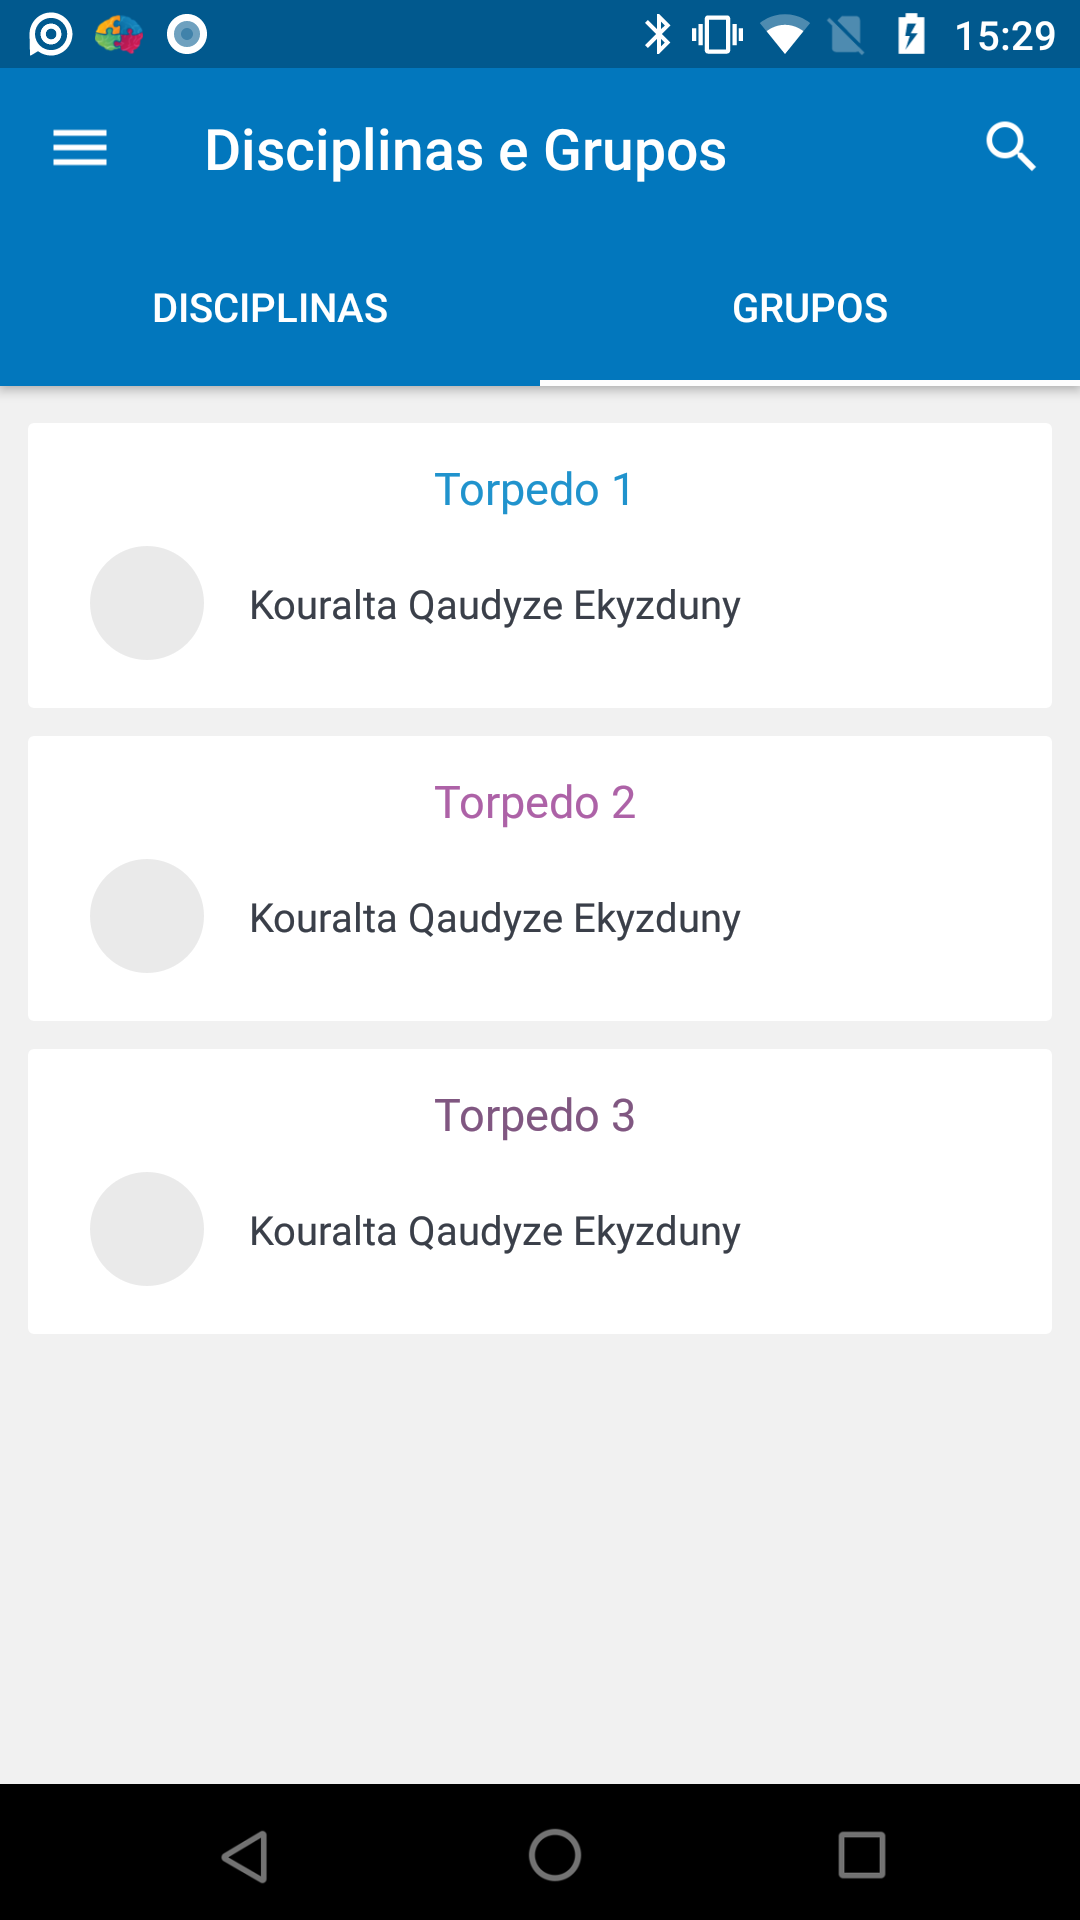 15:29
Disciplinas e Grupos
DISCIPLINAS
GRUPOS
Torpedo 1
Kouralta Qaudyze Ekyzduny
Torpedo 2
Kouralta Qaudyze Ekyzduny
Torpedo 3
Kouralta Qaudyze Ekyzduny